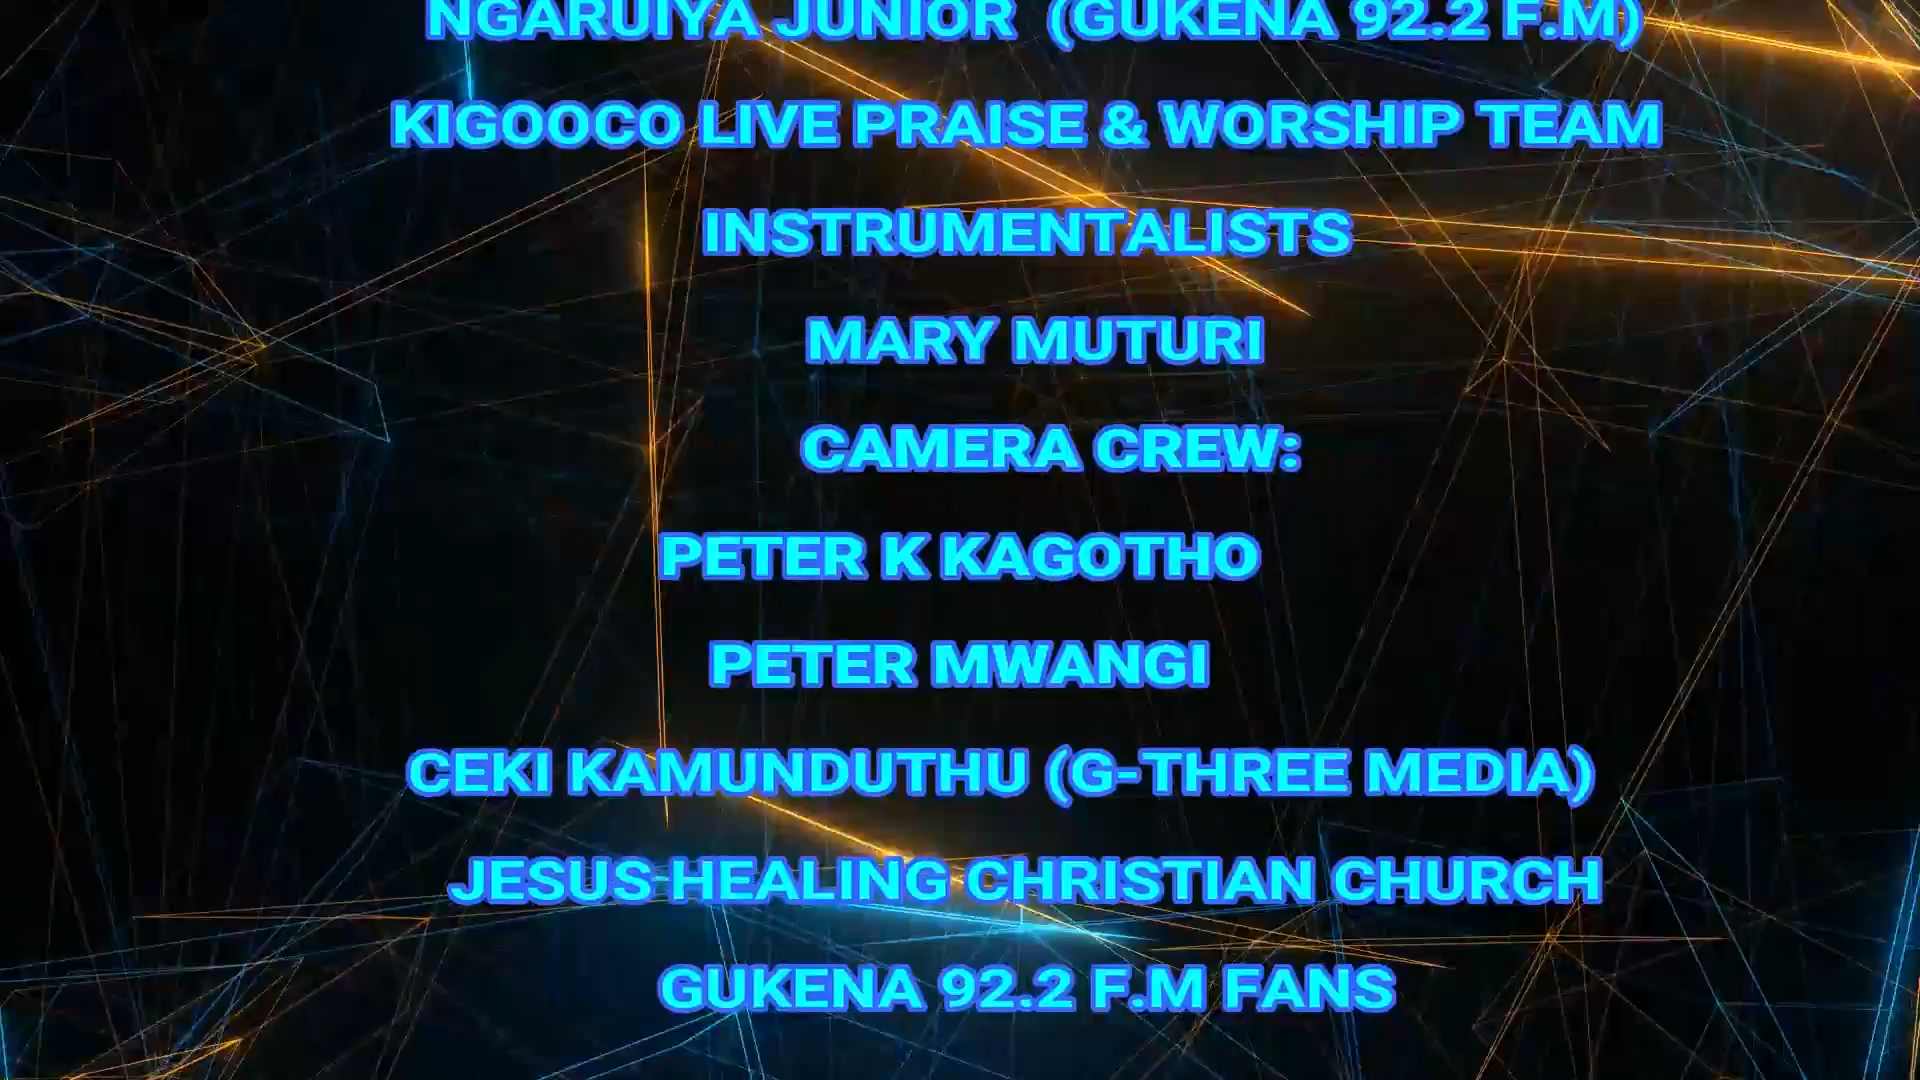 NGARUIYA JUNIOR (GUKENA 92.2 F.M)
KIGOOCO LIVE PRAISE & WORSHIP TEAM
INSTRUMENTALISTS
MARY MUTURI
CAMERA CREW:
PETER K KAGOTHO
PETER MWANGI
CEKI KAMUNDUTHU (G-THREE MEDIA)
JESUS HEALING CHRISTIAN CHURCH
GUKENA 92.2 F.M FANS